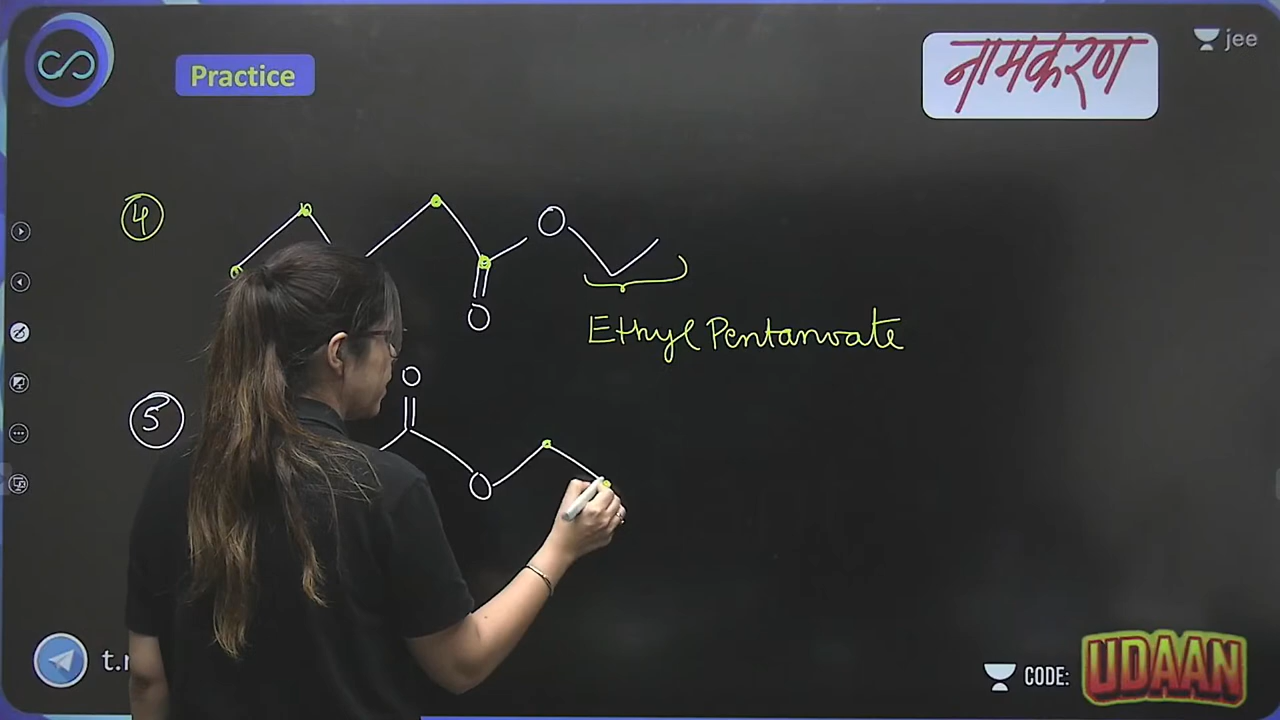 Practice
नामकरण
jee
4
O
O
Ethyl Pentanoate
5
O
O
t.
CODE:
UDAAN